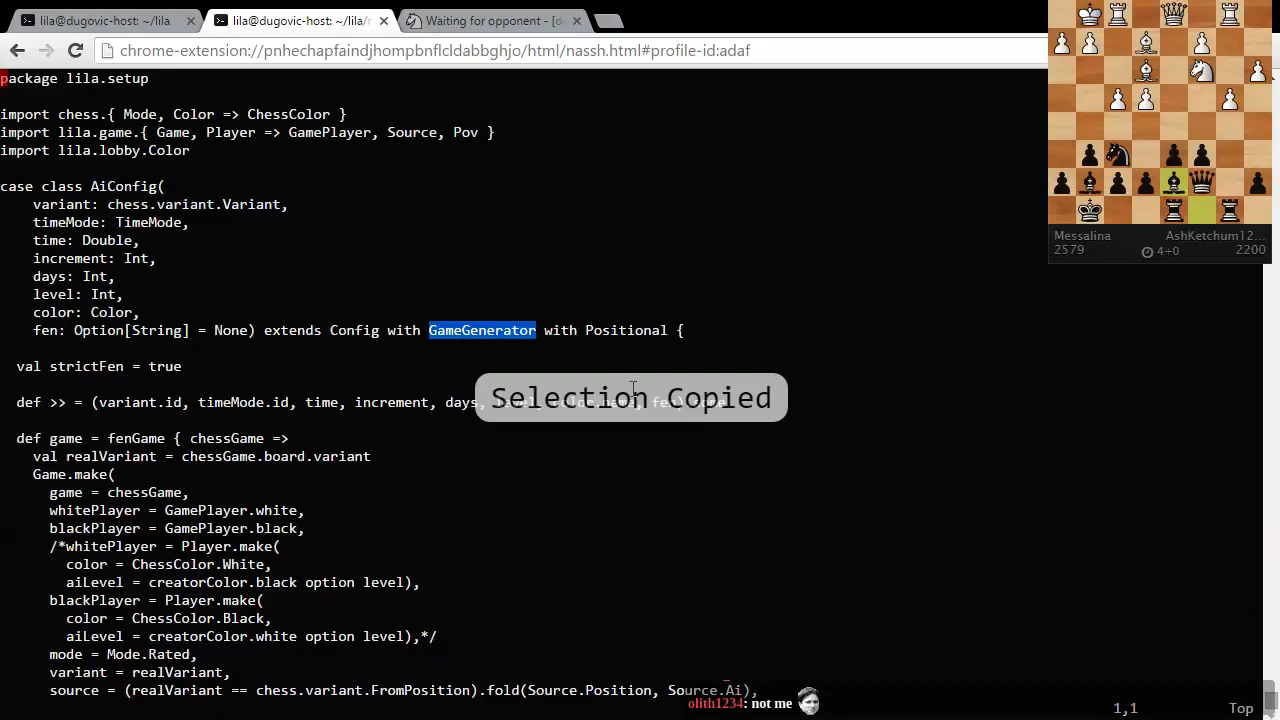 lila@dugovic-host: ~/lila
lila@dugovic-host: ~/lila/r
Waiting for opponent - [d
chrome-extension://pnhechapfaindjhompbnflcldabbghjo/html/nassh.html#profile-id:adaf
package lila.setup
import chess.{ Mode, Color => ChessColor }
import lila.game.{ Game, Player => GamePlayer, Source, Pov }
import lila.lobby.Color
case class AiConfig(
variant: chess.variant.Variant,
timeMode: TimeMode,
time: Double,
increment: Int,
days: Int,
level: Int,
color: Color,
fen: Option[String] = None) extends Config with GameGenerator with Positional {
val strictFen = true
Selection Copied
def >> = (variant.id, timeMode.id, time, increment, days, level, color.name, fen).some
def game = fenGame { chessGame =>
val realVariant = chessGame.board.variant
Game.make(
game = chessGame,
whitePlayer = GamePlayer.white,
blackPlayer = GamePlayer.black,
/*whitePlayer = Player.make(
color = ChessColor.White,
aiLevel = creatorColor.black option level),
blackPlayer = Player.make(
color = ChessColor.Black,
aiLevel = creatorColor.white option level),*/
mode = Mode.Rated,
variant = realVariant,
source = (realVariant == chess.variant.FromPosition).fold(Source.Position, Source.Ai),
olith1234: not me
1,1 Top
Messalina AshKetchum12...
2579 4+0 2200